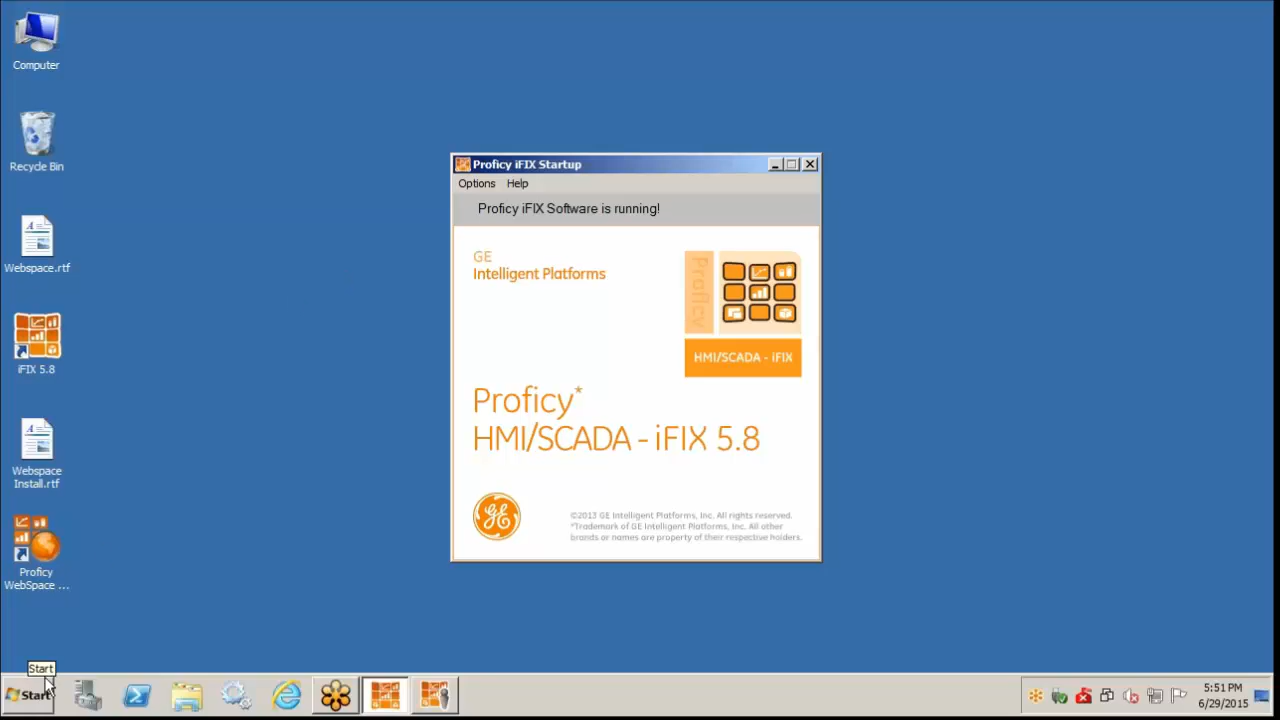 Computer
Recycle Bin
Webspace.rtf
iFIX 5.8
Webspace
Install.rtf
Proficy
WebSpace ...
Proficy iFIX Startup
Options Help
Proficy iFIX Software is running!
GE
Intelligent Platforms
Proficy
HMI/SCADA - iFIX
Proficy*
HMI/SCADA - iFIX 5.8
©2013 GE Intelligent Platforms, Inc. All rights reserved.
*Trademark of GE Intelligent Platforms, Inc. All other
brands or names are property of their respective holders.
Start
Start
5:51 PM
6/29/2015